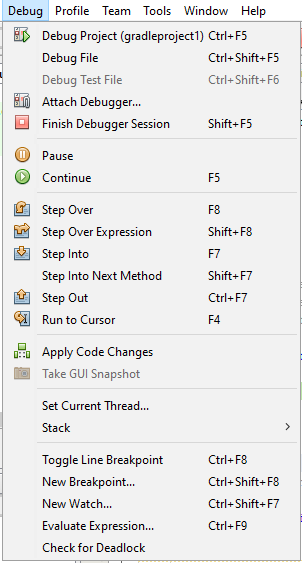 Debug Profile Team Tools Window Help
Debug Project (gradleproject1) Ctrl+F5
Debug File Ctrl+Shift+F5
Debug Test File Ctrl+Shift+F6
Attach Debugger...
Finish Debugger Session Shift+F5
Pause
Continue F5
Step Over F8
Step Over Expression Shift+F8
Step Into F7
Step Into Next Method Shift+F7
Step Out Ctrl+F7
Run to Cursor F4
Apply Code Changes
Take GUI Snapshot
Set Current Thread...
Stack
Toggle Line Breakpoint Ctrl+F8
New Breakpoint... Ctrl+Shift+F8
New Watch... Ctrl+Shift+F7
Evaluate Expression... Ctrl+F9
Check for Deadlock